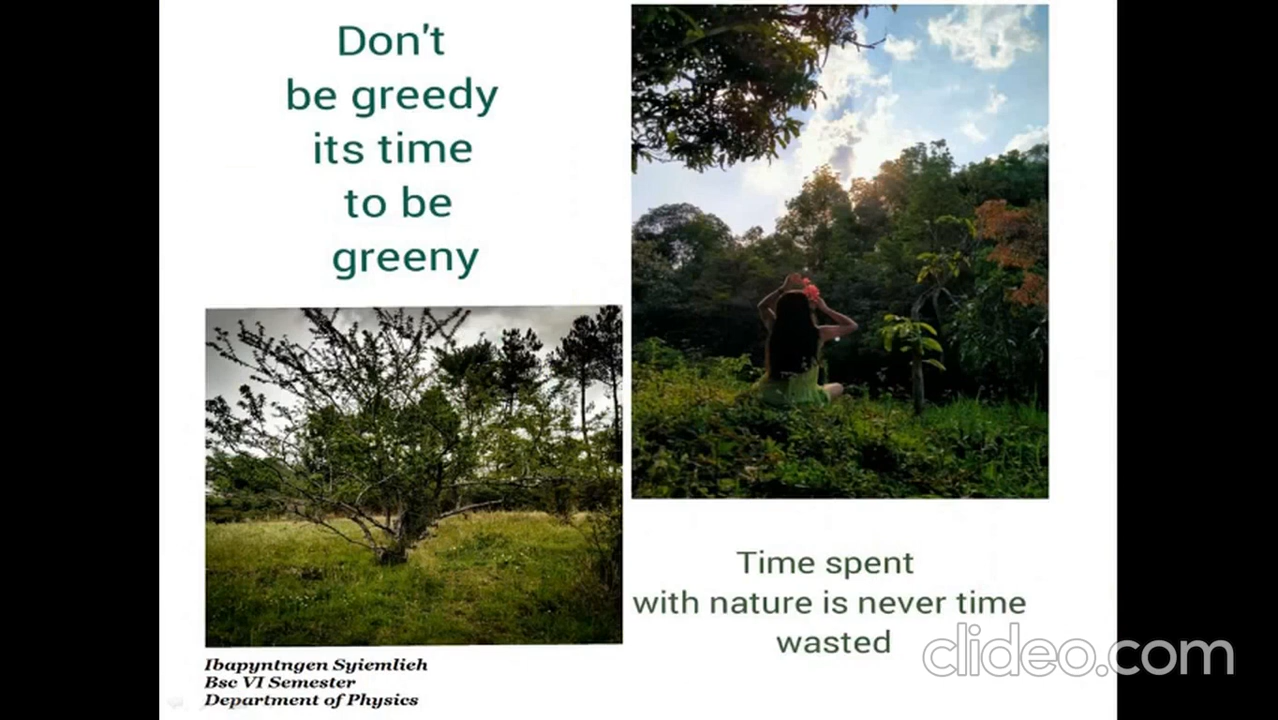 Don't
be greedy
its time
to be
greeny
Time spent
with nature is never time
wasted
Ibapyntngen Syiemlieh
Bsc VI Semester
Department of Physics
clideo.com